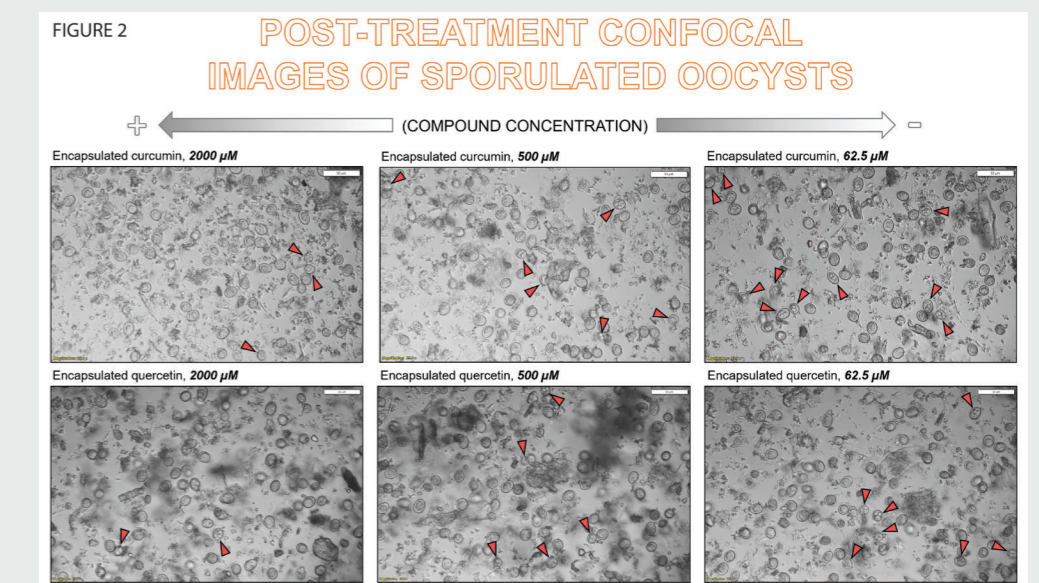 FIGURE 2
POST-TREATMENT CONFOCAL
IMAGES OF SPORULATED OOCYSTS
(COMPOUND CONCENTRATION)
Encapsulated curcumin, 2000 µM
Encapsulated curcumin, 500 µM
Encapsulated curcumin, 62.5 µM
Encapsulated quercetin, 2000 µM
Encapsulated quercetin, 500 µM
Encapsulated quercetin, 62.5 µM